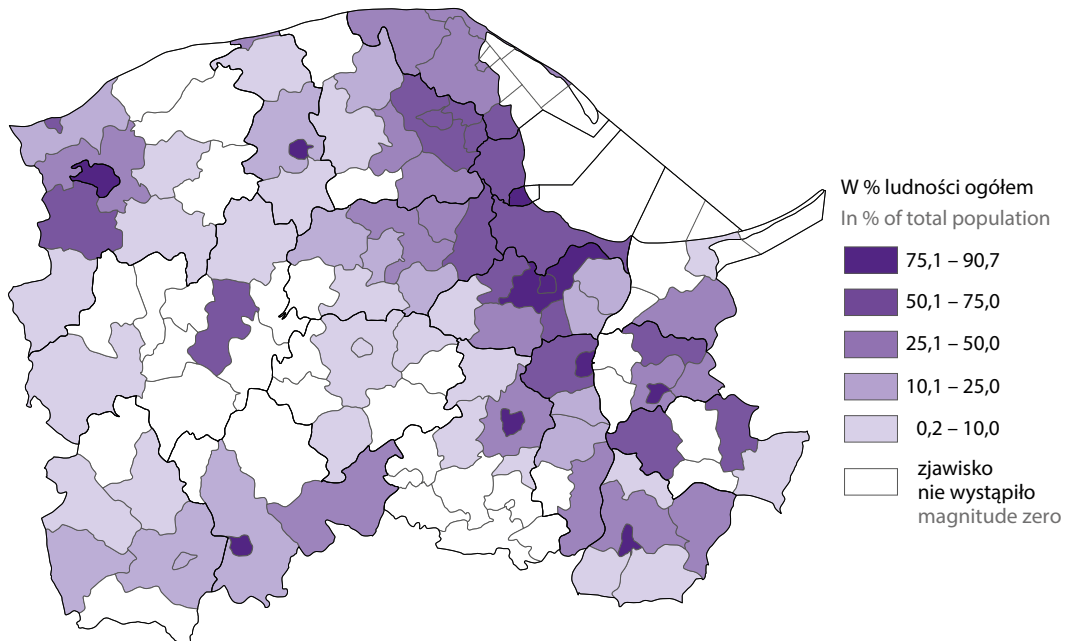 W % ludności ogółem
In % of total population
75,1 – 90,7
50,1 – 75,0
25,1 – 50,0
10,1 – 25,0
0,2 – 10,0
zjawisko
nie wystąpiło
magnitude zero